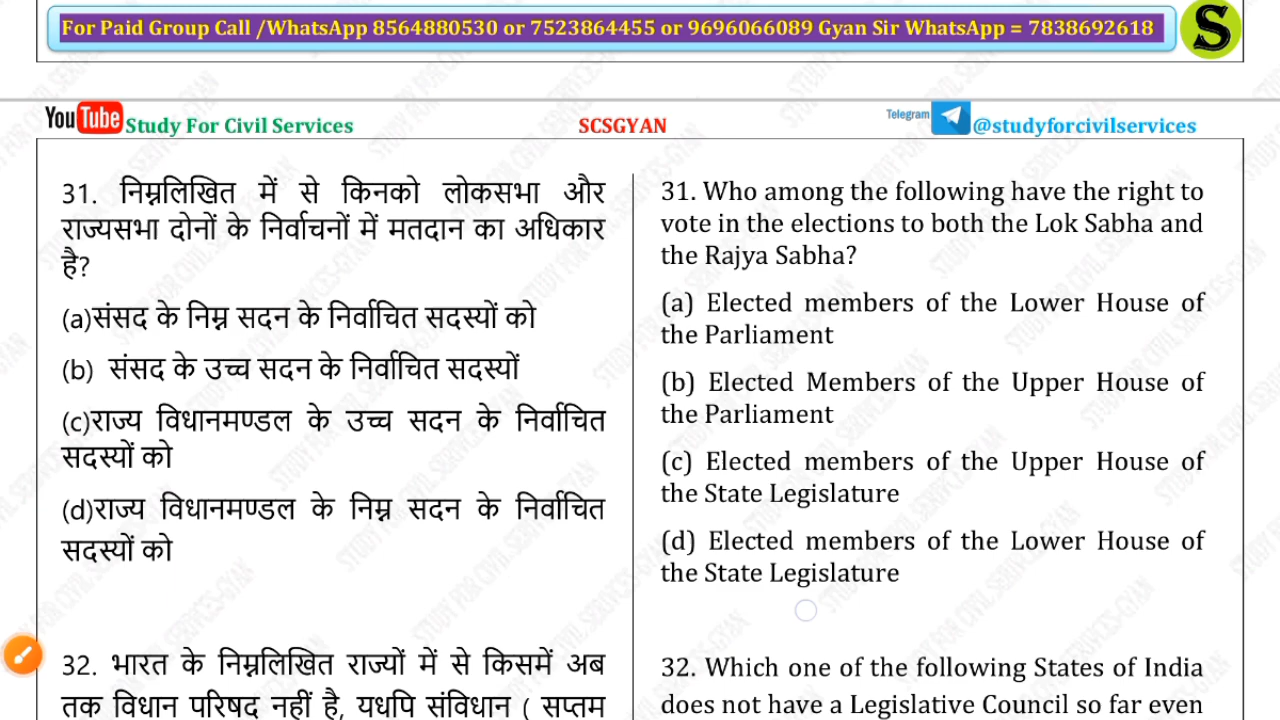 For Paid Group Call /WhatsApp 8564880530 or 7523864455 or 9696066089 Gyan Sir WhatsApp = 7838692618
S
YouTube Study For Civil Services
SCSGYAN
Telegram @studyforcivilservices
31. निम्नलिखित में से किनको लोकसभा और
राज्यसभा दोनों के निर्वाचनों में मतदान का अधिकार
है?
(a)संसद के निम्न सदन के निर्वाचित सदस्यों को
(b) संसद के उच्च सदन के निर्वाचित सदस्यों
(c)राज्य विधानमण्डल के उच्च सदन के निर्वाचित
सदस्यों को
(d)राज्य विधानमण्डल के निम्न सदन के निर्वाचित
सदस्यों को
32. भारत के निम्नलिखित राज्यों में से किसमें अब
तक विधान परिषद नहीं है, यधपि संविधान ( सप्तम
31. Who among the following have the right to
vote in the elections to both the Lok Sabha and
the Rajya Sabha?
(a) Elected members of the Lower House of
the Parliament
(b) Elected Members of the Upper House of
the Parliament
(c) Elected members of the Upper House of
the State Legislature
(d) Elected members of the Lower House of
the State Legislature
32. Which one of the following States of India
does not have a Legislative Council so far even
STUDY FOR CIVIL SERVICES-GYAN